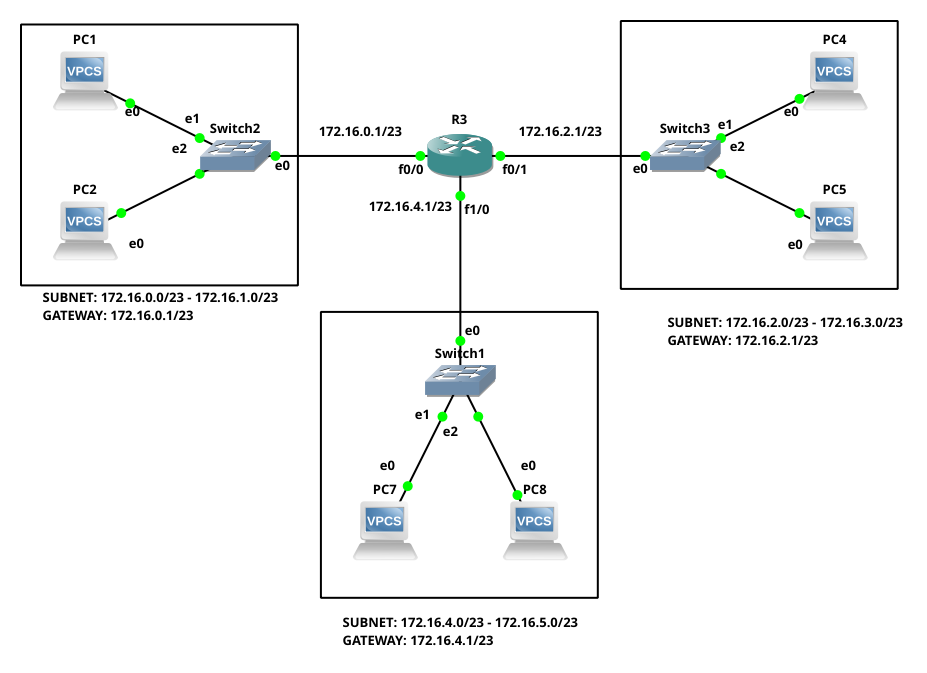 PC1
VPCS
e0
e1
Switch2
e2
e0
PC2
VPCS
e0
SUBNET: 172.16.0.0/23 - 172.16.1.0/23
GATEWAY: 172.16.0.1/23
172.16.0.1/23
R3
172.16.2.1/23
f0/0
f0/1
172.16.4.1/23
f1/0
PC4
VPCS
e0
e1
Switch3
e2
e0
PC5
VPCS
e0
SUBNET: 172.16.2.0/23 - 172.16.3.0/23
GATEWAY: 172.16.2.1/23
e0
Switch1
e1
e2
e0
e0
PC7
PC8
VPCS
VPCS
SUBNET: 172.16.4.0/23 - 172.16.5.0/23
GATEWAY: 172.16.4.1/23